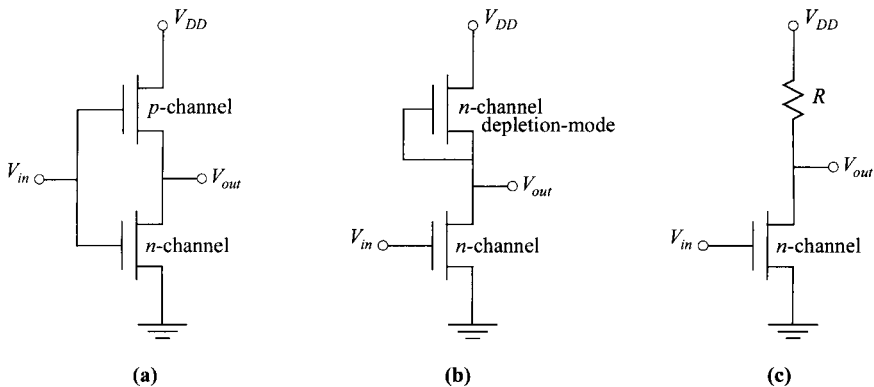 V_DD
p-channel
V_in
V_out
n-channel
(a)
V_DD
n-channel
depletion-mode
V_out
V_in
n-channel
(b)
V_DD
R
V_out
V_in
n-channel
(c)